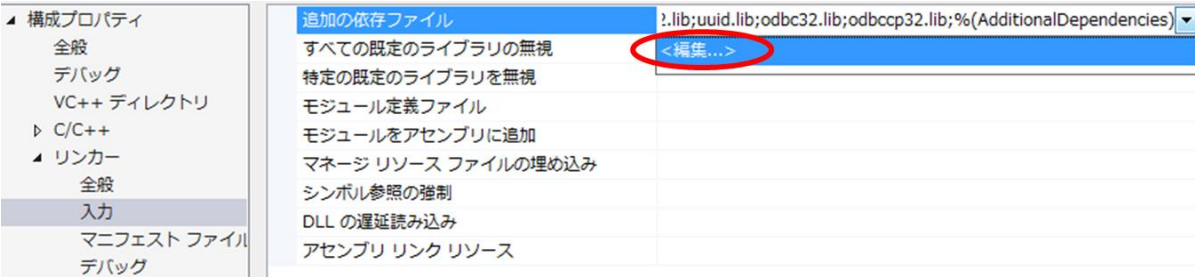 構成プロパティ
全般
デバッグ
VC++ ディレクトリ
C/C++
リンカー
全般
入力
マニフェスト ファイル
デバッグ
追加の依存ファイル
!.lib;uuid.lib;odbc32.lib;odbccp32.lib;%(AdditionalDependencies)
すべての既定のライブラリの無視
<編集...>
特定の既定のライブラリを無視
モジュール定義ファイル
モジュールをアセンブリに追加
マネージ リソース ファイルの埋め込み
シンボル参照の強制
DLL の遅延読み込み
アセンブリ リンク リソース